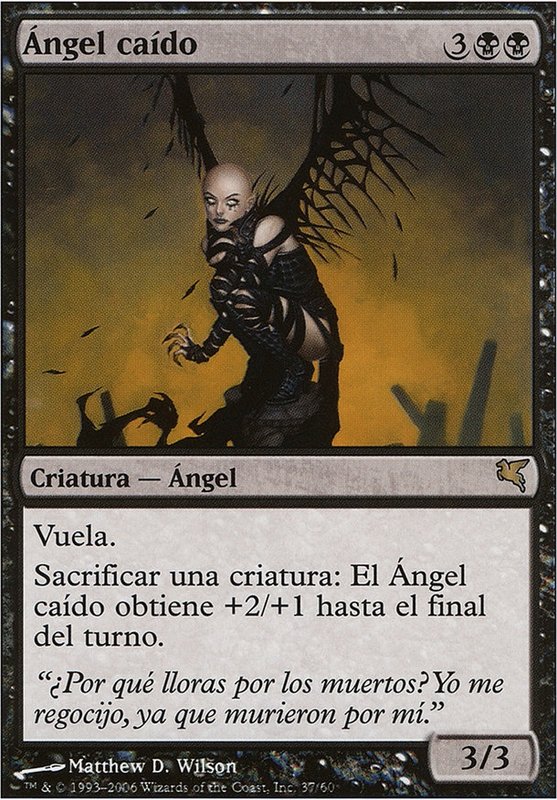 Ángel caído 3
Criatura — Ángel
Vuela.
Sacrificar una criatura: El Ángel
caído obtiene +2/+1 hasta el final
del turno.
“¿Por qué lloras por los muertos? Yo me
regocijo, ya que murieron por mí.”
3/3
Matthew D. Wilson
™ & © 1993–2006 Wizards of the Coast, Inc. 37/60